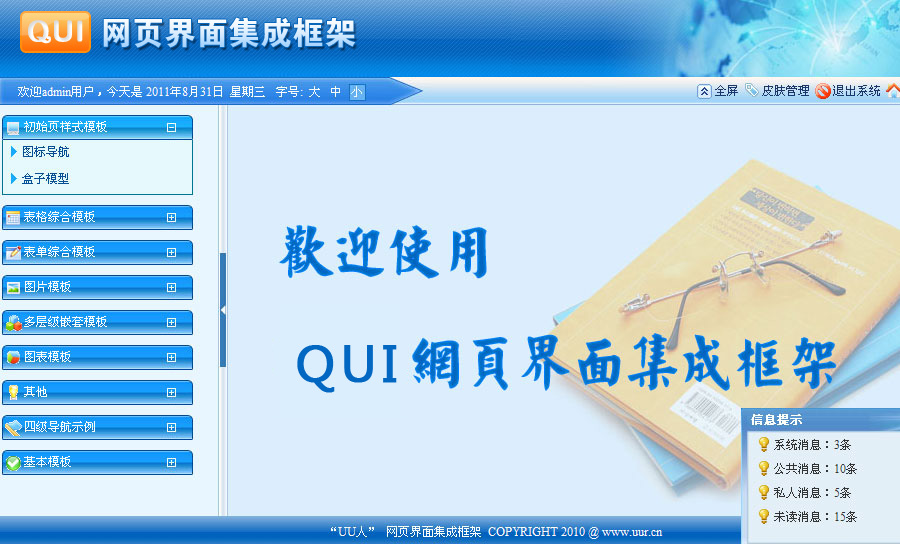 QUI 网页界面集成框架
欢迎admin用户，今天是 2011年8月31日 星期三 字号: 大 中 小
全屏 皮肤管理 退出系统
初始页样式模板
图标导航
盒子模型
表格综合模板
表单综合模板
图片模板
多层级嵌套模板
图表模板
其他
四级导航示例
基本模板
歡迎使用
QUI 網頁界面集成框架
信息提示
系统消息：3条
公共消息：10条
私人消息：5条
未读消息：15条
“UU人” 网页界面集成框架 COPYRIGHT 2010 @ www.uur.cn